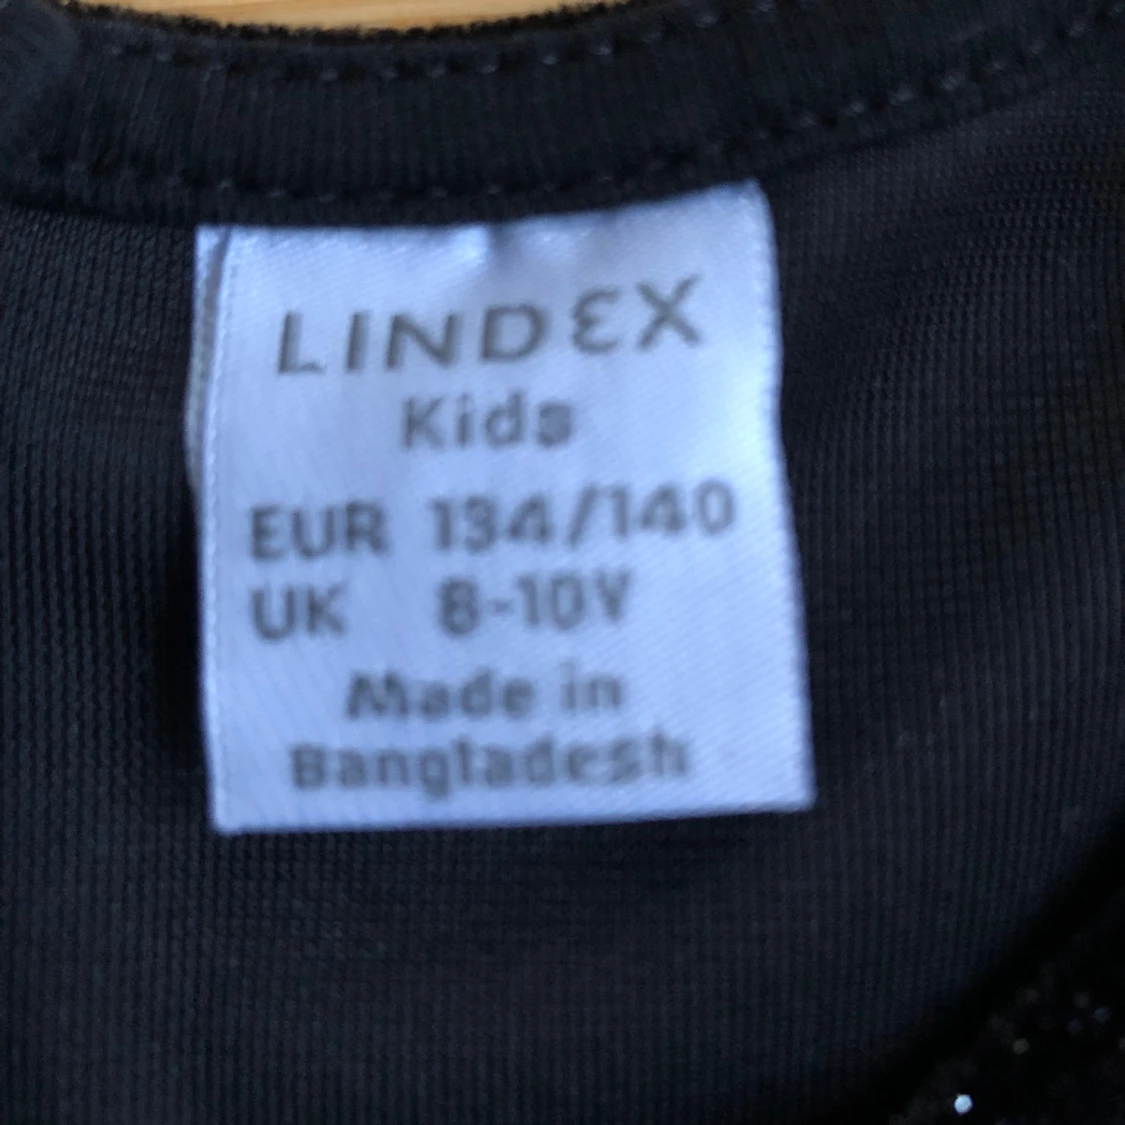 LINDEX
Kids
EUR 134/140
UK 8-10Y
Made in
Bangladesh